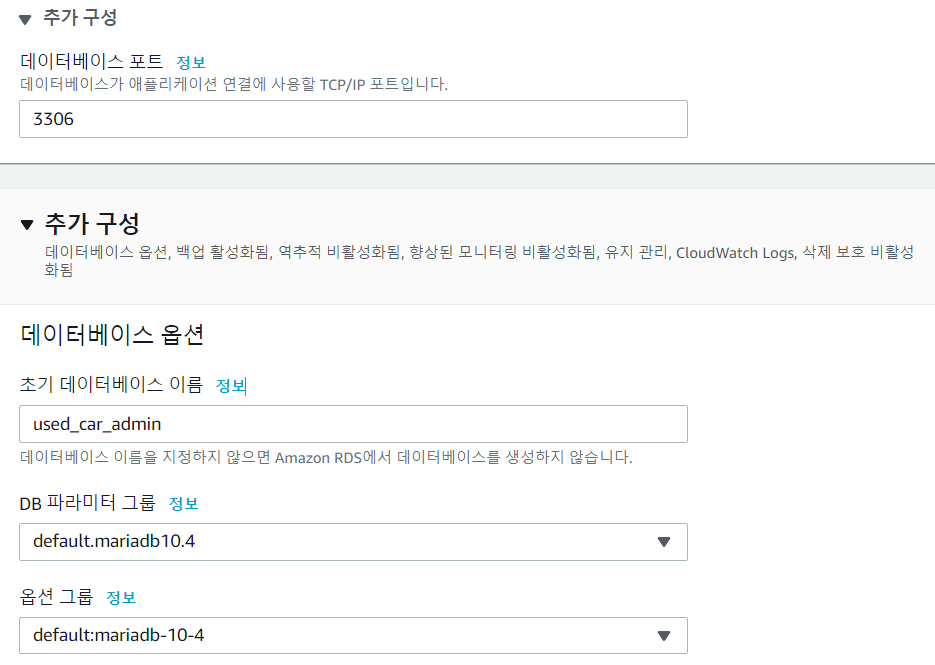 추가 구성
데이터베이스 포트 정보
데이터베이스가 애플리케이션 연결에 사용할 TCP/IP 포트입니다.
3306
추가 구성
데이터베이스 옵션, 백업 활성화됨, 역추적 비활성화됨, 향상된 모니터링 비활성화됨, 유지 관리, CloudWatch Logs, 삭제 보호 비활성
화됨
데이터베이스 옵션
초기 데이터베이스 이름 정보
used_car_admin
데이터베이스 이름을 지정하지 않으면 Amazon RDS에서 데이터베이스를 생성하지 않습니다.
DB 파라미터 그룹 정보
default.mariadb10.4
옵션 그룹 정보
default:mariadb-10-4